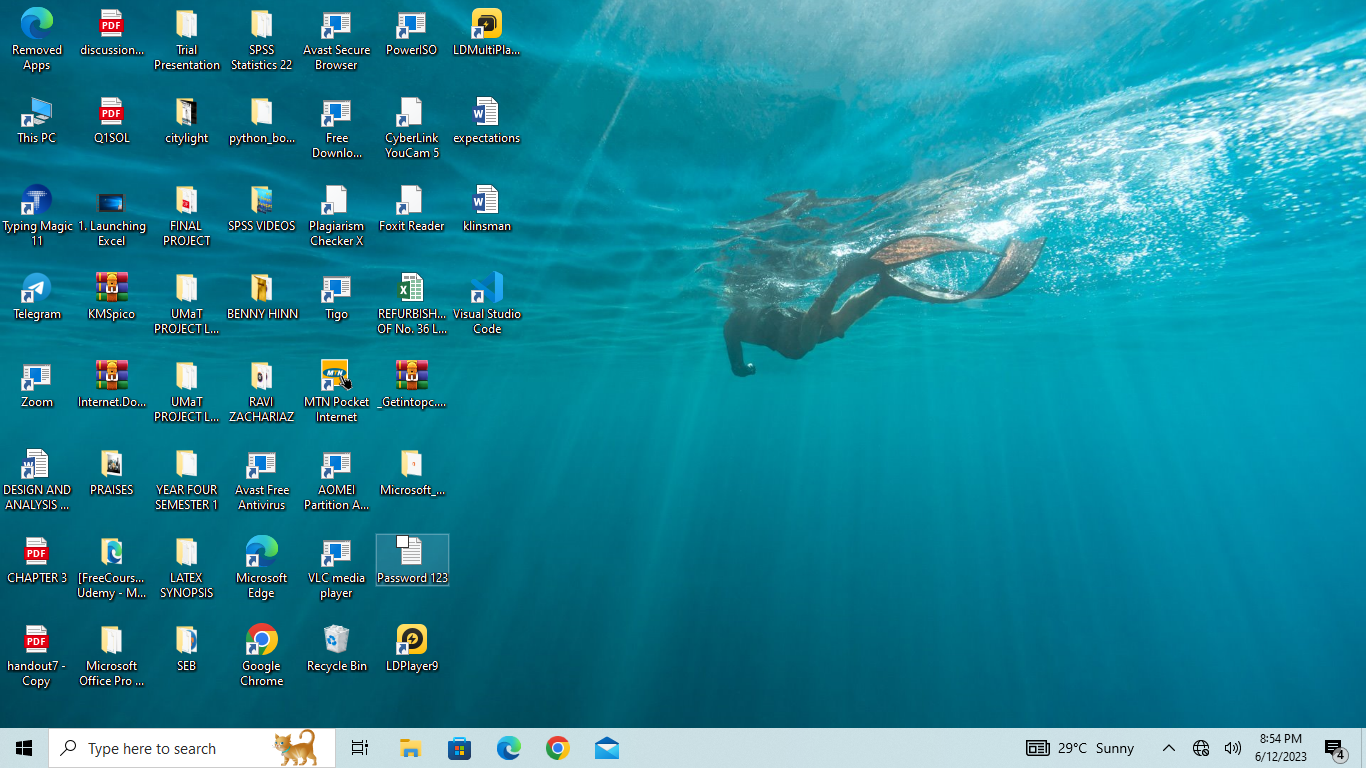 Removed
Apps
discussion...
Trial
Presentation
SPSS
Statistics 22
Avast Secure
Browser
PowerISO
LDMultiPla...
This PC
PDF
Q1SOL
citylight
python_bo...
Free
Downlo...
CyberLink
YouCam 5
expectations
Typing Magic
11
1. Launching
Excel
FINAL
PROJECT
SPSS VIDEOS
Plagiarism
Checker X
Foxit Reader
klinsman
Telegram
KMSpico
UMaT
PROJECT L...
BENNY HINN
Tigo
REFURBISH...
OF No. 36 L...
Visual Studio
Code
Zoom
Internet.Do...
UMaT
PROJECT L...
RAVI
ZACHARIAZ
MTN
MTN Pocket
Internet
_Getintopc....
DESIGN AND
ANALYSIS ...
PRAISES
YEAR FOUR
SEMESTER 1
Avast Free
Antivirus
AOMEI
Partition A...
Microsoft_...
PDF
CHAPTER 3
[FreeCours...
Udemy - M...
LATEX
SYNOPSIS
Microsoft
Edge
VLC media
player
Password 123
PDF
handout7 -
Copy
Microsoft
Office Pro ...
SEB
Google
Chrome
Recycle Bin
LDPlayer9
Type here to search
29°C Sunny
8:54 PM
6/12/2023
4